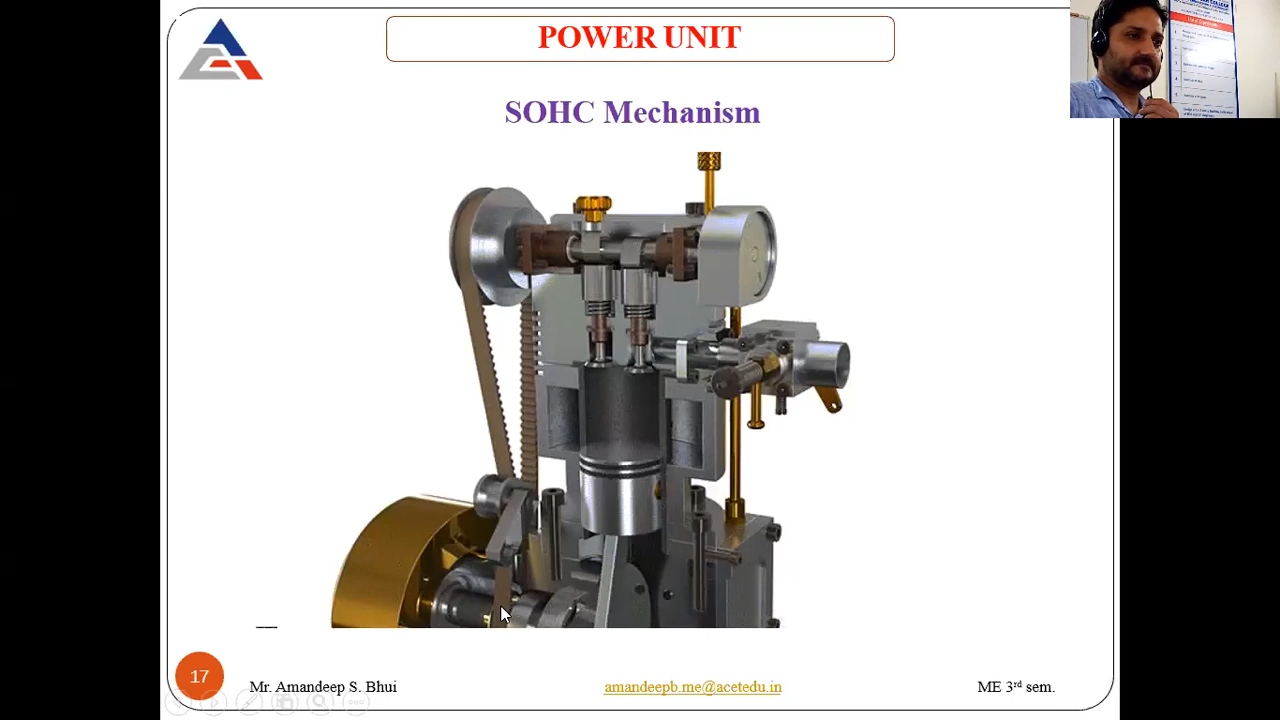 POWER UNIT
SOHC Mechanism
17
Mr. Amandeep S. Bhui
amandeepb.me@acetedu.in
ME 3rd sem.